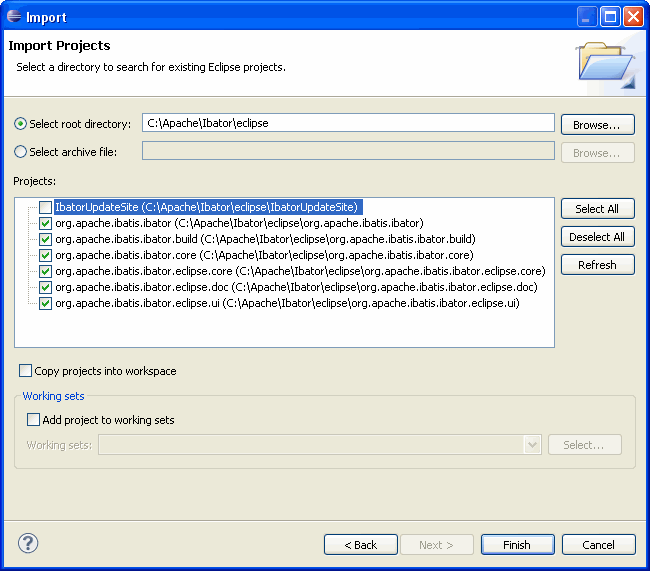 Import
Import Projects
Select a directory to search for existing Eclipse projects.
Select root directory: C:\Apache\Ibator\eclipse Browse...
Select archive file: Browse...
Projects:
IbatorUpdateSite (C:\Apache\Ibator\eclipse\IbatorUpdateSite) Select All
org.apache.ibatis.ibator (C:\Apache\Ibator\eclipse\org.apache.ibatis.ibator)
org.apache.ibatis.ibator.build (C:\Apache\Ibator\eclipse\org.apache.ibatis.ibator.build) Deselect All
org.apache.ibatis.ibator.core (C:\Apache\Ibator\eclipse\org.apache.ibatis.ibator.core)
org.apache.ibatis.ibator.eclipse.core (C:\Apache\Ibator\eclipse\org.apache.ibatis.ibator.eclipse.core) Refresh
org.apache.ibatis.ibator.eclipse.doc (C:\Apache\Ibator\eclipse\org.apache.ibatis.ibator.eclipse.doc)
org.apache.ibatis.ibator.eclipse.ui (C:\Apache\Ibator\eclipse\org.apache.ibatis.ibator.eclipse.ui)
Copy projects into workspace
Working sets
Add project to working sets
Working sets: Select...
? < Back Next > Finish Cancel